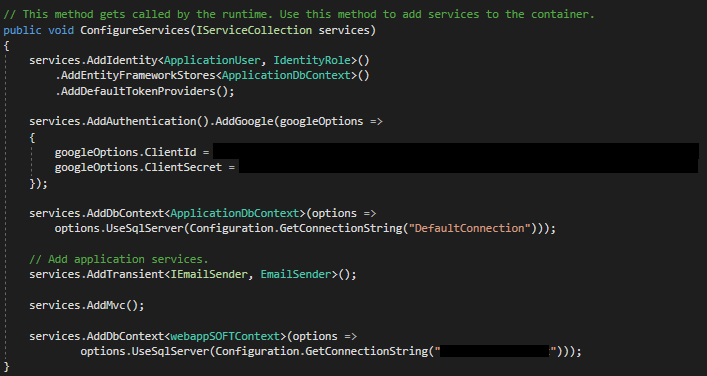 // This method gets called by the runtime. Use this method to add services to the container.
public void ConfigureServices(IServiceCollection services)
{
services.AddIdentity<ApplicationUser, IdentityRole>()
.AddEntityFrameworkStores<ApplicationDbContext>()
.AddDefaultTokenProviders();
services.AddAuthentication().AddGoogle(googleOptions =>
{
googleOptions.ClientId =
googleOptions.ClientSecret =
});
services.AddDbContext<ApplicationDbContext>(options =>
options.UseSqlServer(Configuration.GetConnectionString("DefaultConnection")));
// Add application services.
services.AddTransient<IEmailSender, EmailSender>();
services.AddMvc();
services.AddDbContext<webappSOFTContext>(options =>
options.UseSqlServer(Configuration.GetConnectionString("")));
}